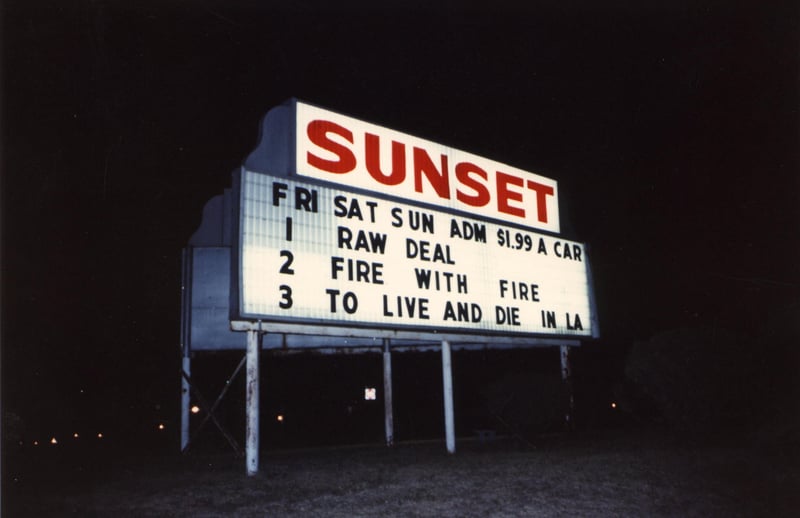 SUNSET
FRI SAT SUN ADM $1.99 A CAR
1 RAW DEAL
2 FIRE WITH FIRE
3 TO LIVE AND DIE IN LA